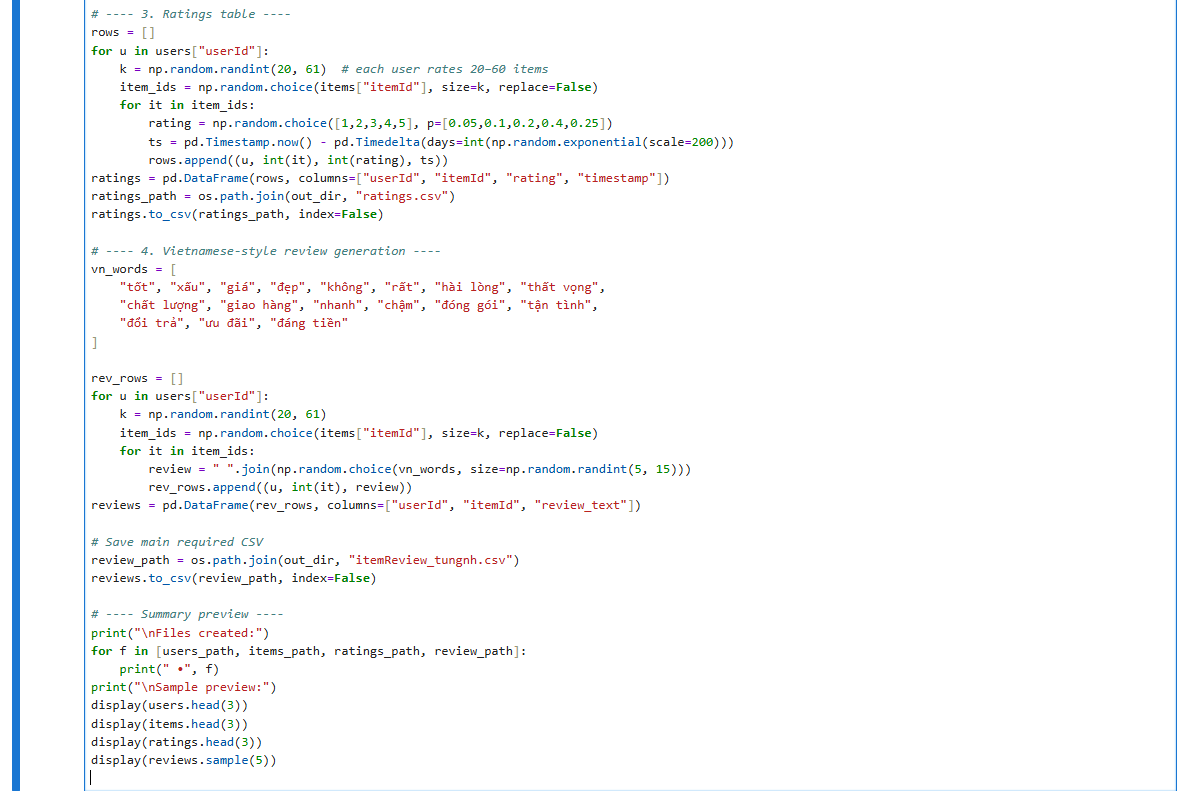 # ---- 3. Ratings table ----
rows = []
for u in users["userId"]:
    k = np.random.randint(20, 61)  # each user rates 20–60 items
    item_ids = np.random.choice(items["itemId"], size=k, replace=False)
    for it in item_ids:
        rating = np.random.choice([1,2,3,4,5], p=[0.05,0.1,0.2,0.4,0.25])
        ts = pd.Timestamp.now() - pd.Timedelta(days=int(np.random.exponential(scale=200)))
        rows.append((u, int(it), int(rating), ts))
ratings = pd.DataFrame(rows, columns=["userId", "itemId", "rating", "timestamp"])
ratings_path = os.path.join(out_dir, "ratings.csv")
ratings.to_csv(ratings_path, index=False)

# ---- 4. Vietnamese-style review generation ----
vn_words = [
    "tốt", "xấu", "giá", "đẹp", "không", "rất", "hài lòng", "thất vọng",
    "chất lượng", "giao hàng", "nhanh", "chậm", "đóng gói", "tận tình",
    "đổi trả", "ưu đãi", "đáng tiền"
]

rev_rows = []
for u in users["userId"]:
    k = np.random.randint(20, 61)
    item_ids = np.random.choice(items["itemId"], size=k, replace=False)
    for it in item_ids:
        review = " ".join(np.random.choice(vn_words, size=np.random.randint(5, 15)))
        rev_rows.append((u, int(it), review))
reviews = pd.DataFrame(rev_rows, columns=["userId", "itemId", "review_text"])

# Save main required CSV
review_path = os.path.join(out_dir, "itemReview_tungnh.csv")
reviews.to_csv(review_path, index=False)

# ---- Summary preview ----
print("\nFiles created:")
for f in [users_path, items_path, ratings_path, review_path]:
    print(" •", f)
print("\nSample preview:")
display(users.head(3))
display(items.head(3))
display(ratings.head(3))
display(reviews.sample(5))